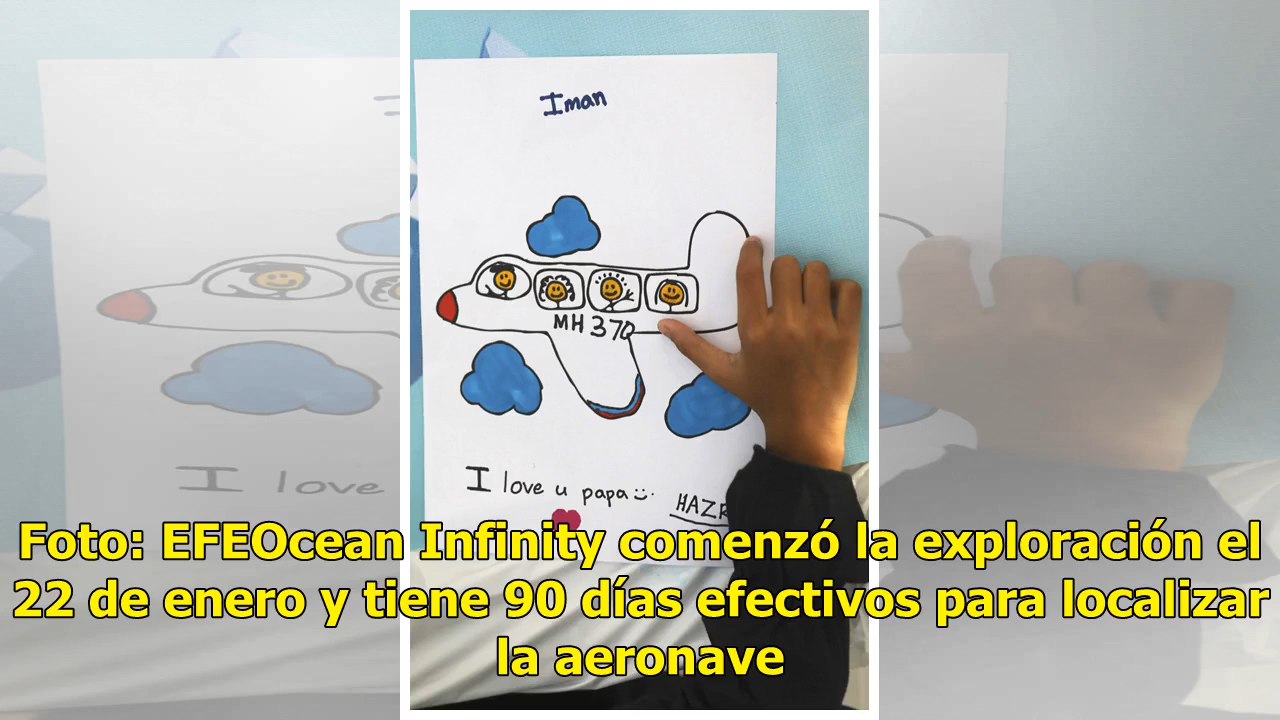 Iman
MH 370
I love u papa
I love
Foto: EFEOcean Infinity comenzó la exploración el
22 de enero y tiene 90 días efectivos para localizar
la aeronave